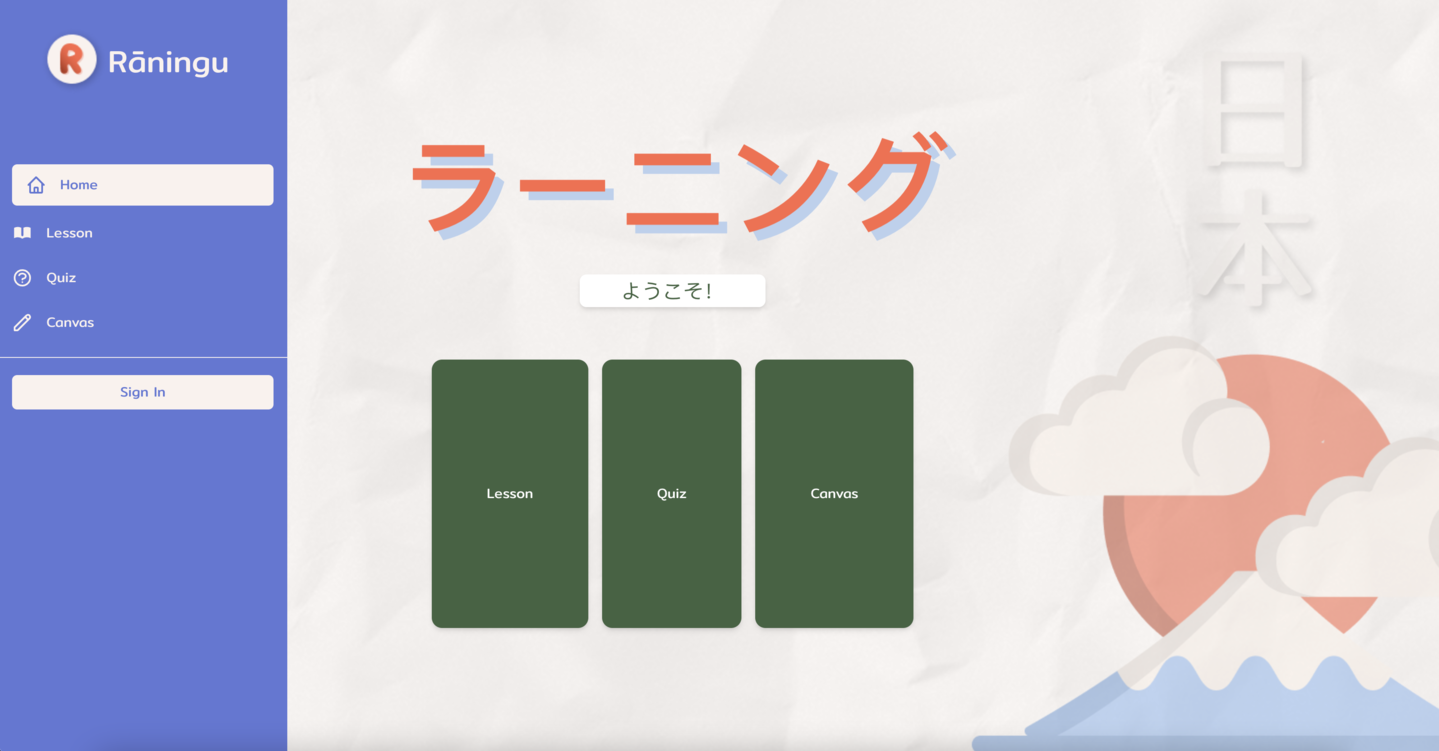 R
Rāningu
Home
Lesson
Quiz
Canvas
Sign In
ラーニング
ようこそ!
Lesson
Quiz
Canvas
日
本